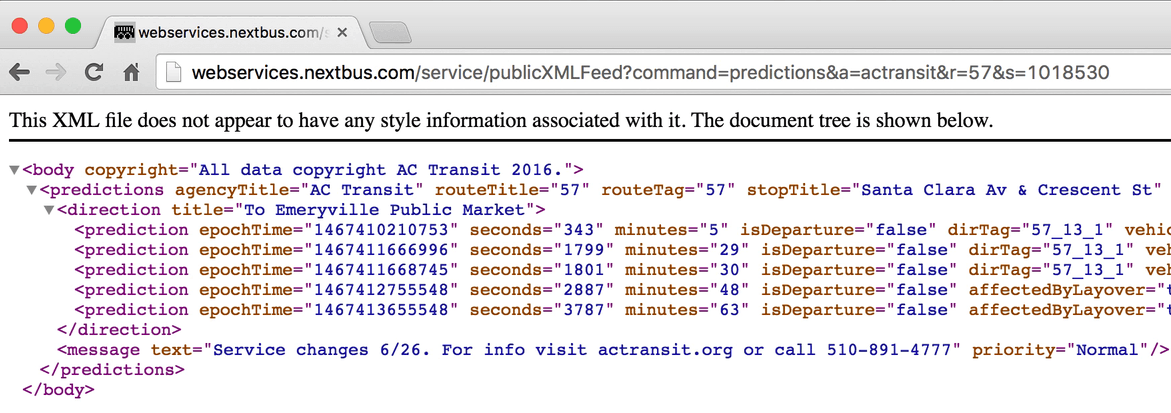 webservices.nextbus.com/
webservices.nextbus.com/service/publicXMLFeed?command=predictions&a=actransit&r=57&s=1018530
This XML file does not appear to have any style information associated with it. The document tree is shown below.
<body copyright="All data copyright AC Transit 2016.">
<predictions agencyTitle="AC Transit" routeTitle="57" routeTag="57" stopTitle="Santa Clara Av & Crescent St"
<direction title="To Emeryville Public Market">
<prediction epochTime="1467410210753" seconds="343" minutes="5" isDeparture="false" dirTag="57_13_1" vehic
<prediction epochTime="1467411666996" seconds="1799" minutes="29" isDeparture="false" dirTag="57_13_1" veh
<prediction epochTime="1467411668745" seconds="1801" minutes="30" isDeparture="false" dirTag="57_13_1"
<prediction epochTime="1467412755548" seconds="2887" minutes="48" isDeparture="false" affectedByLayover="t
<prediction epochTime="1467413655548" seconds="3787" minutes="63" isDeparture="false" affectedByLayover="t
</direction>
<message text="Service changes 6/26. For info visit actransit.org or call 510-891-4777" priority="Normal"/>
</predictions>
</body>